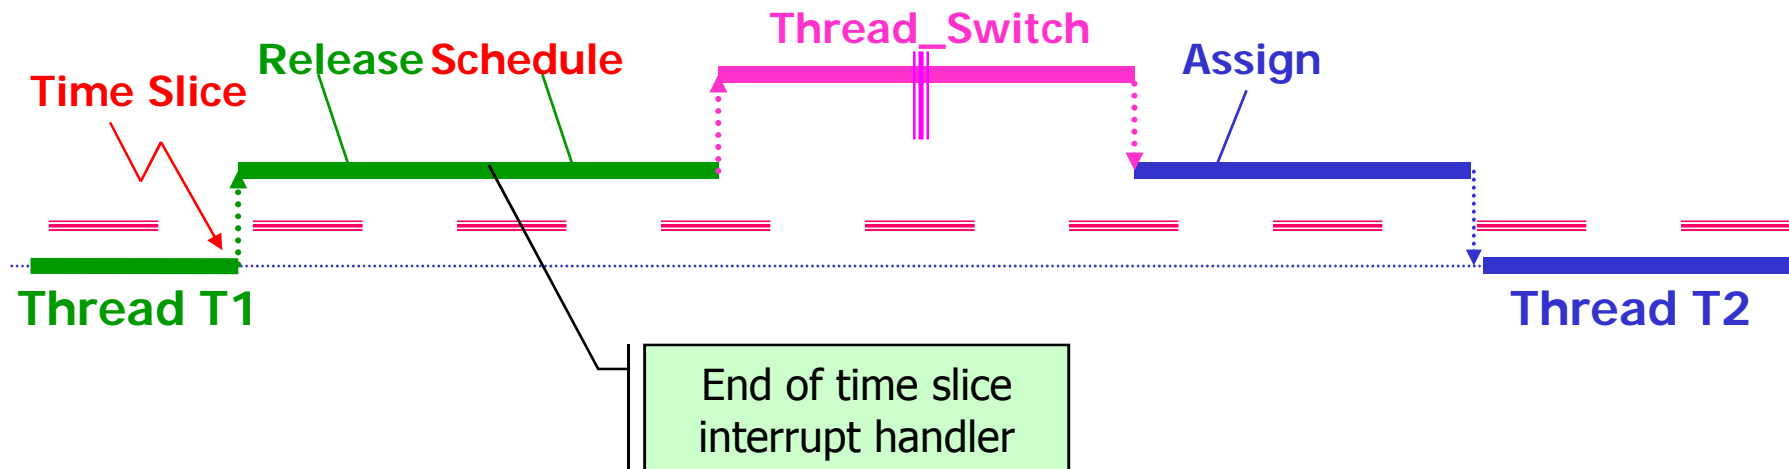 Thread_Switch
Release Schedule
Assign
Time Slice
Thread T1
Thread T2
End of time slice
interrupt handler